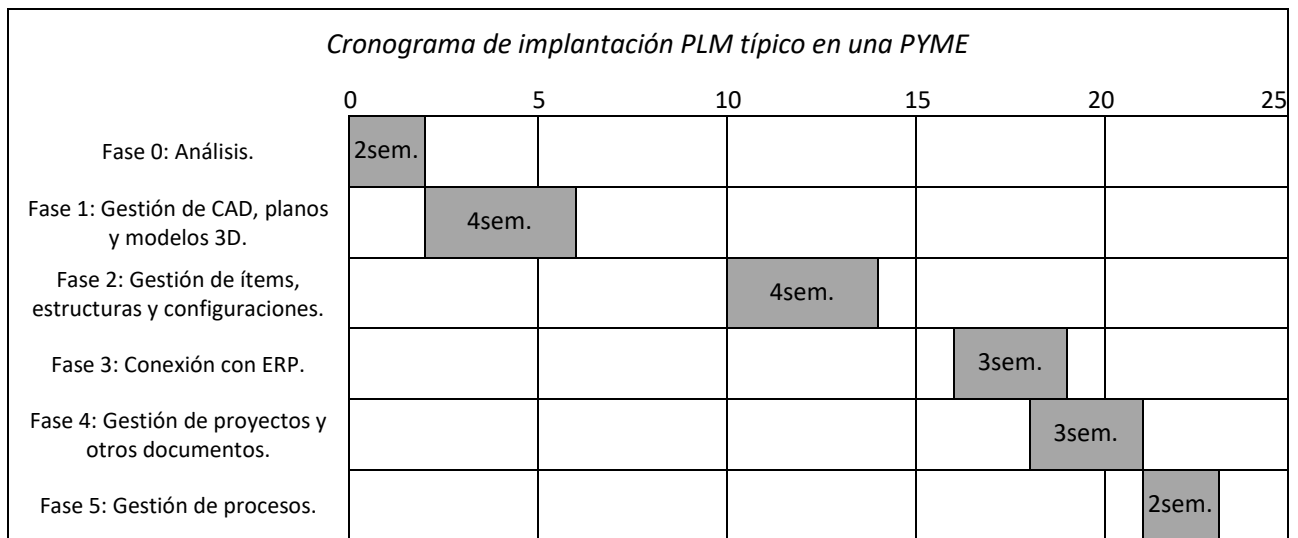 Cronograma de implantación PLM típico en una PYME
0 5 10 15 20 25
Fase 0: Análisis.
2sem.
Fase 1: Gestión de CAD, planos
y modelos 3D.
4sem.
Fase 2: Gestión de ítems,
estructuras y configuraciones.
4sem.
Fase 3: Conexión con ERP.
3sem.
Fase 4: Gestión de proyectos y
otros documentos.
3sem.
Fase 5: Gestión de procesos.
2sem.